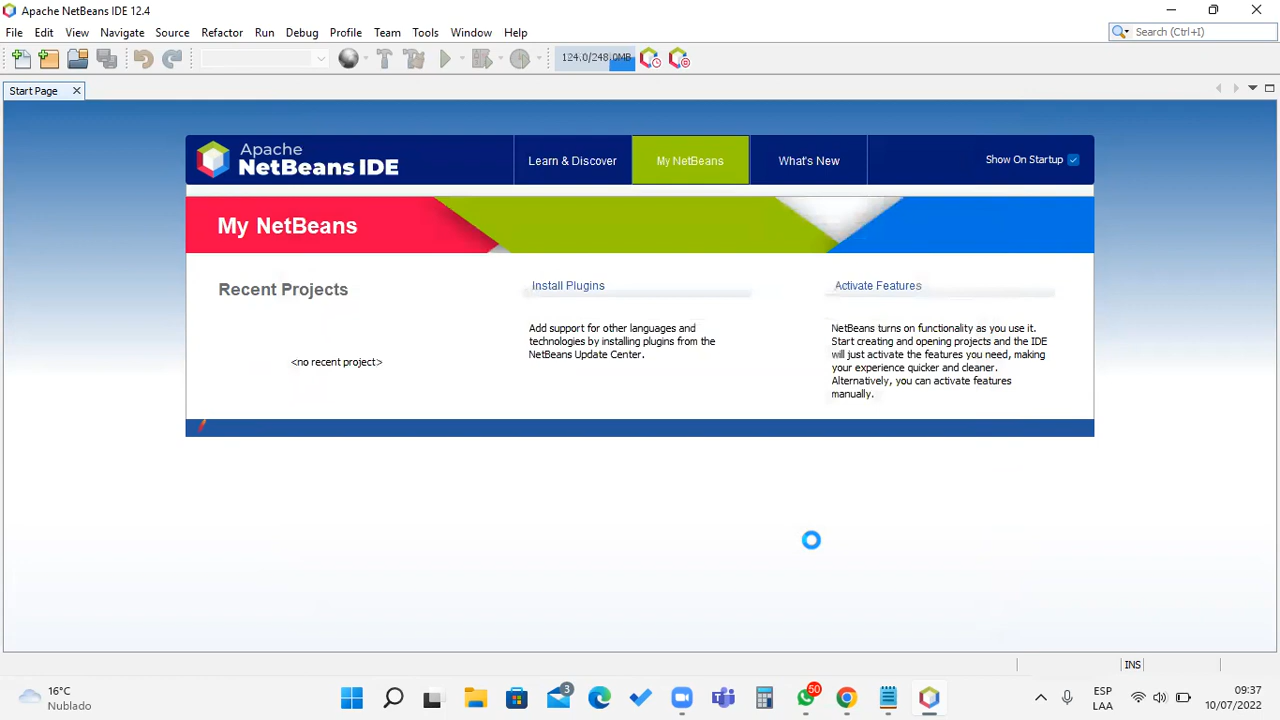 Apache NetBeans IDE 12.4
File Edit View Navigate Source Refactor Run Debug Profile Team Tools Window Help
Search (Ctrl+I)
124.0/248.0MB
Start Page
Apache
NetBeans IDE
Learn & Discover
My NetBeans
What's New
Show On Startup
My NetBeans
Recent Projects
<no recent project>
Install Plugins
Add support for other languages and
technologies by installing plugins from the
NetBeans Update Center.
Activate Features
NetBeans turns on functionality as you use it.
Start creating and opening projects and the IDE
will just activate the features you need, making
your experience quicker and cleaner.
Alternatively, you can activate features
manually.
INS
16°C
Nublado
3
50
ESP
LAA
09:37
10/07/2022